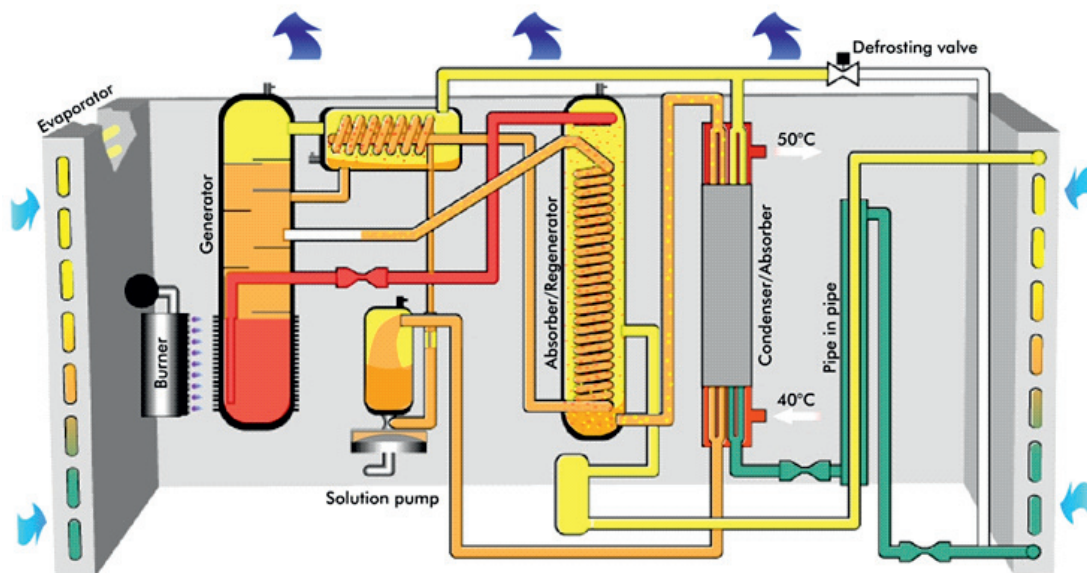 Defrosting valve
Evaporator
50°C
Generator
Absorber/Regenerator
Condenser/Absorber
Pipe in pipe
Burner
40°C
Solution pump